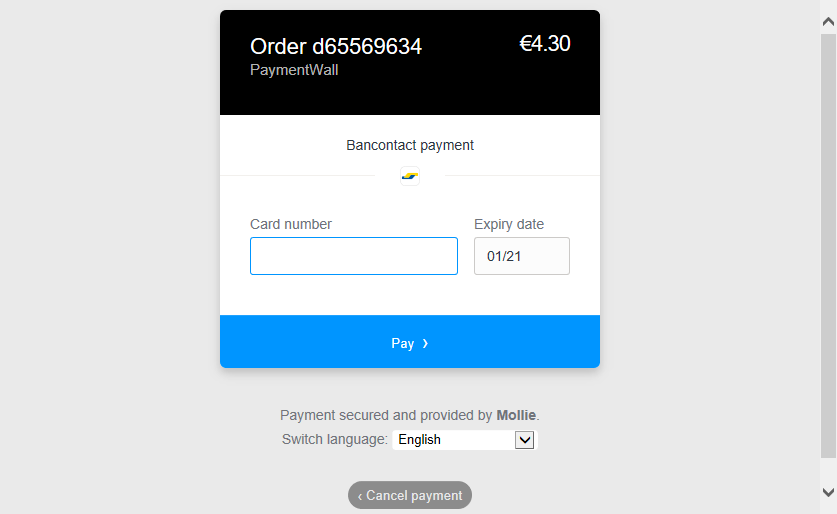 Order d65569634
€4.30
PaymentWall
Bancontact payment
Card number
Expiry date
01/21
Pay ›
Payment secured and provided by Mollie.
Switch language: English
‹ Cancel payment